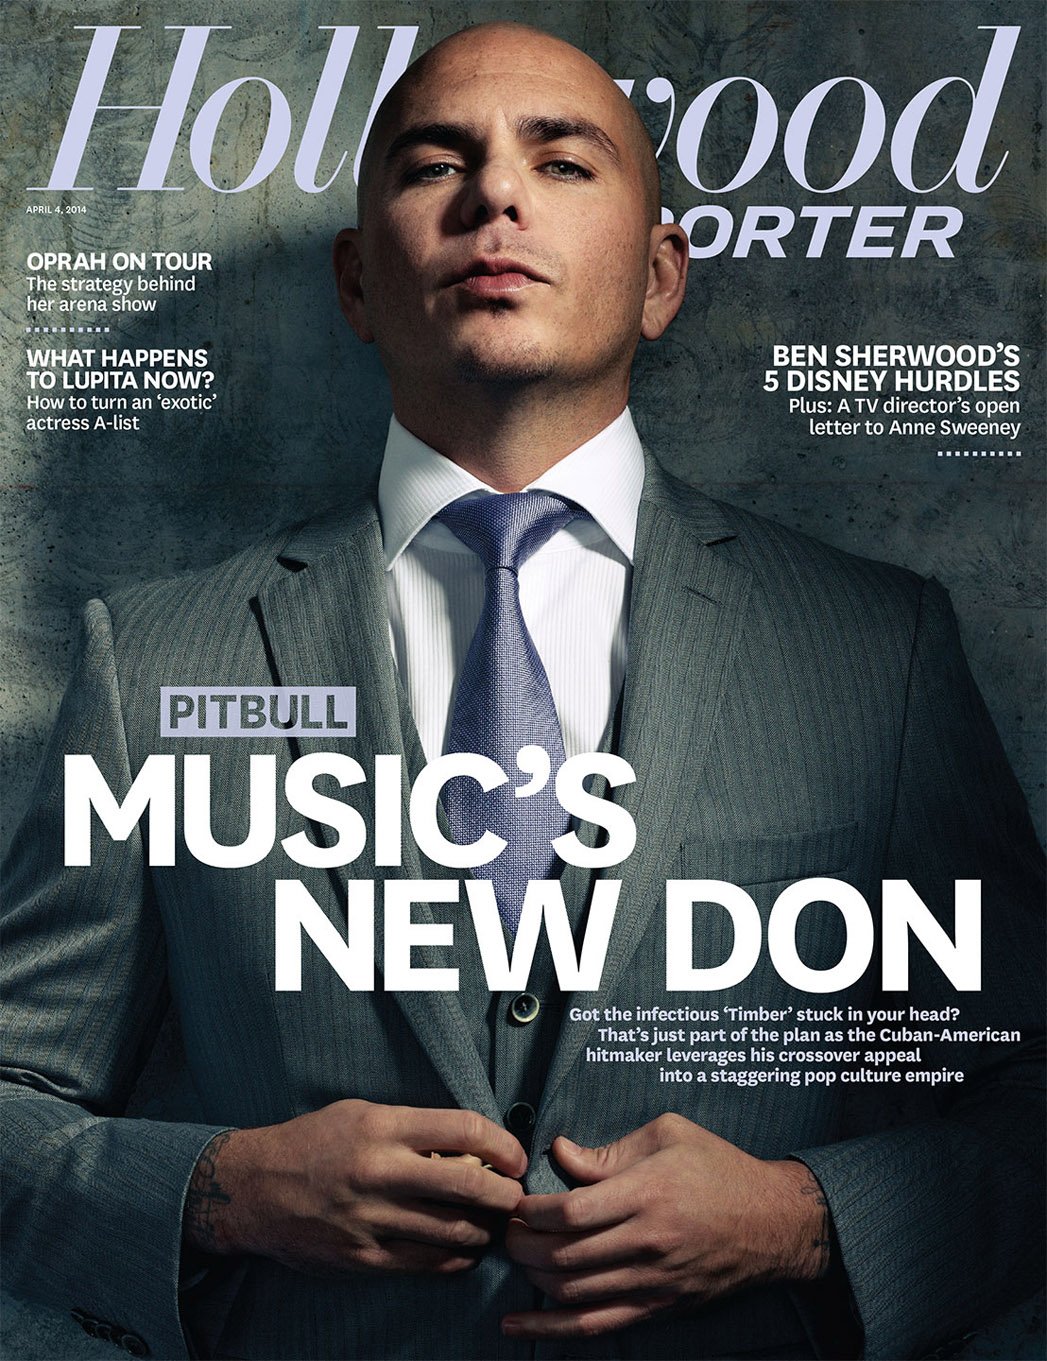 Holl wood
PORTER
APRIL 4, 2014
OPRAH ON TOUR
The strategy behind
her arena show
WHAT HAPPENS
TO LUPITA NOW?
How to turn an ‘exotic’
actress A-list
BEN SHERWOOD’S
5 DISNEY HURDLES
Plus: A TV director’s open
letter to Anne Sweeney
PITBULL
MUSIC’S
NEW DON
Got the infectious ‘Timber’ stuck in your head?
That’s just part of the plan as the Cuban-American
hitmaker leverages his crossover appeal
into a staggering pop culture empire